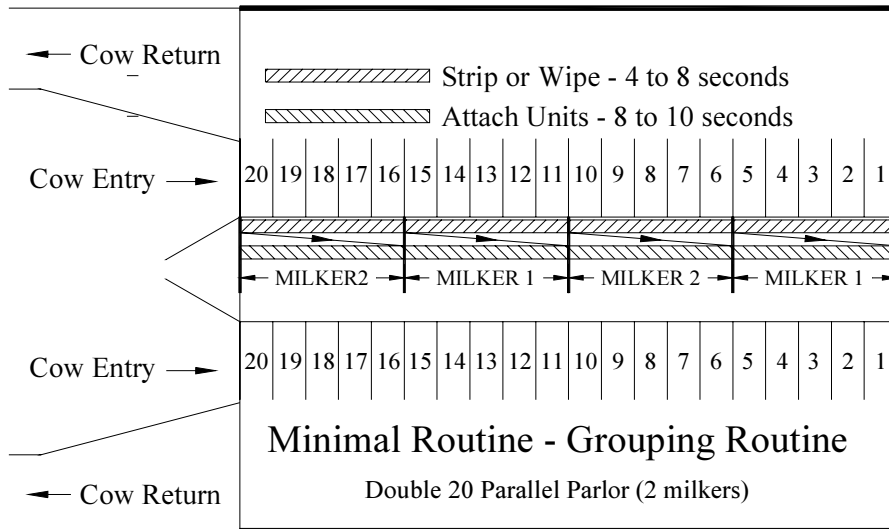 Cow Return
Strip or Wipe - 4 to 8 seconds
Attach Units - 8 to 10 seconds
Cow Entry
20 19 18 17 16 15 14 13 12 11 10 9 8 7 6 5 4 3 2 1
MILKER2 MILKER 1 MILKER 2 MILKER 1
Cow Entry
20 19 18 17 16 15 14 13 12 11 10 9 8 7 6 5 4 3 2 1
Minimal Routine - Grouping Routine
Cow Return
Double 20 Parallel Parlor (2 milkers)